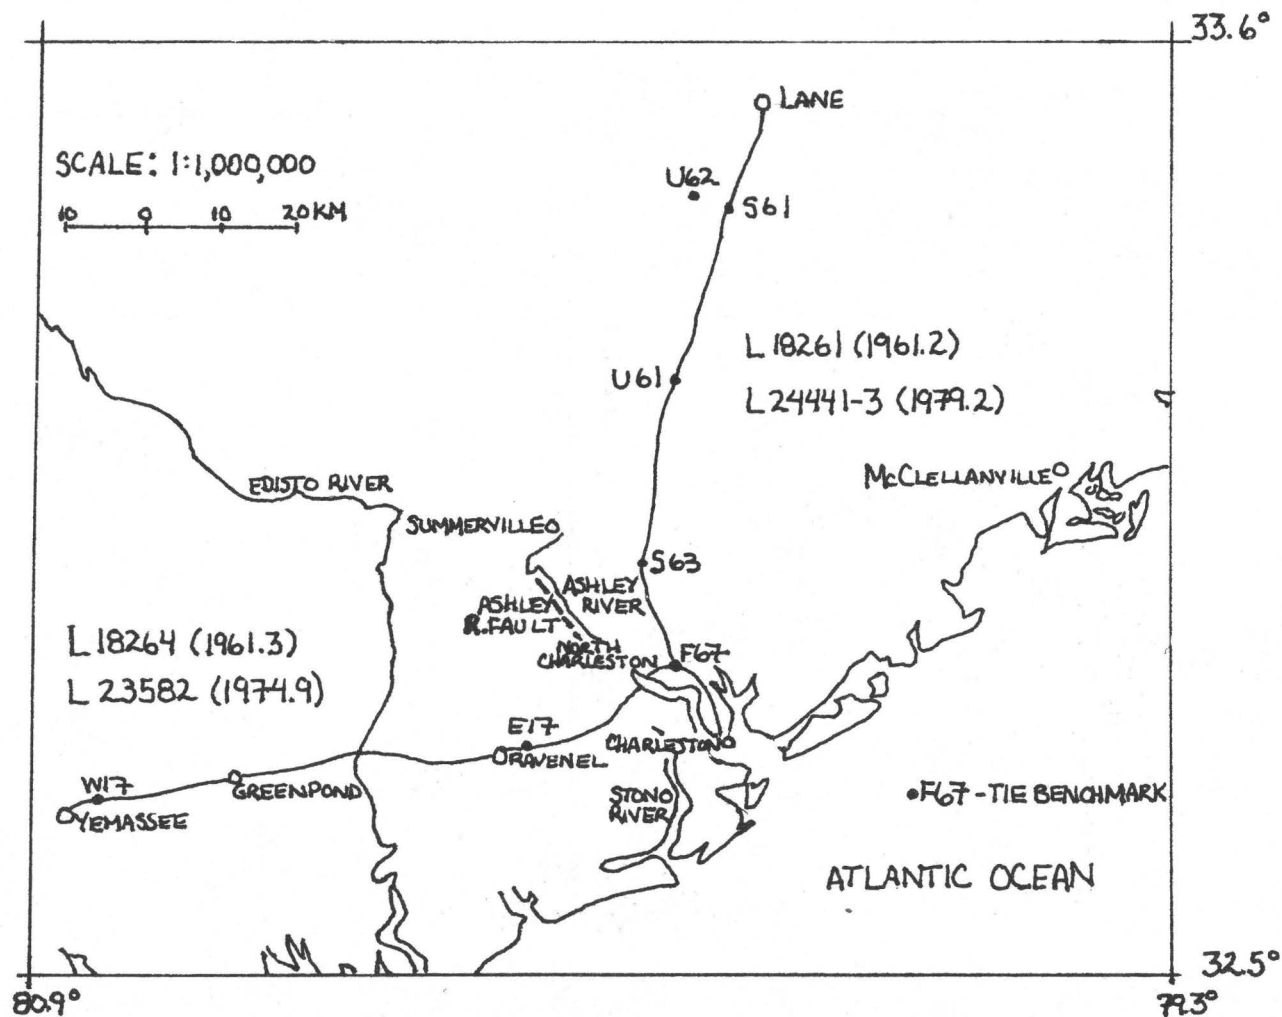 33.6°
LANE
SCALE: 1:1,000,000
U62
10 0 10 20 KM
S61
L 18261 (1961.2)
U61
L 24441-3 (1979.2)
McCLELLANVILLE
EDISTO RIVER
SUMMERVILLE
S63
ASHLEY
RIVER
ASHLEY
R. FAULT
L 18264 (1961.3)
NORTH
CHARLESTON
F67
L 23582 (1974.9)
E17
CHARLESTON
RAVENEL
W17
GREENPOND
STONO
RIVER
F67 - TIE BENCHMARK
YEMASSEE
ATLANTIC OCEAN
32.5°
80.9°
79.3°